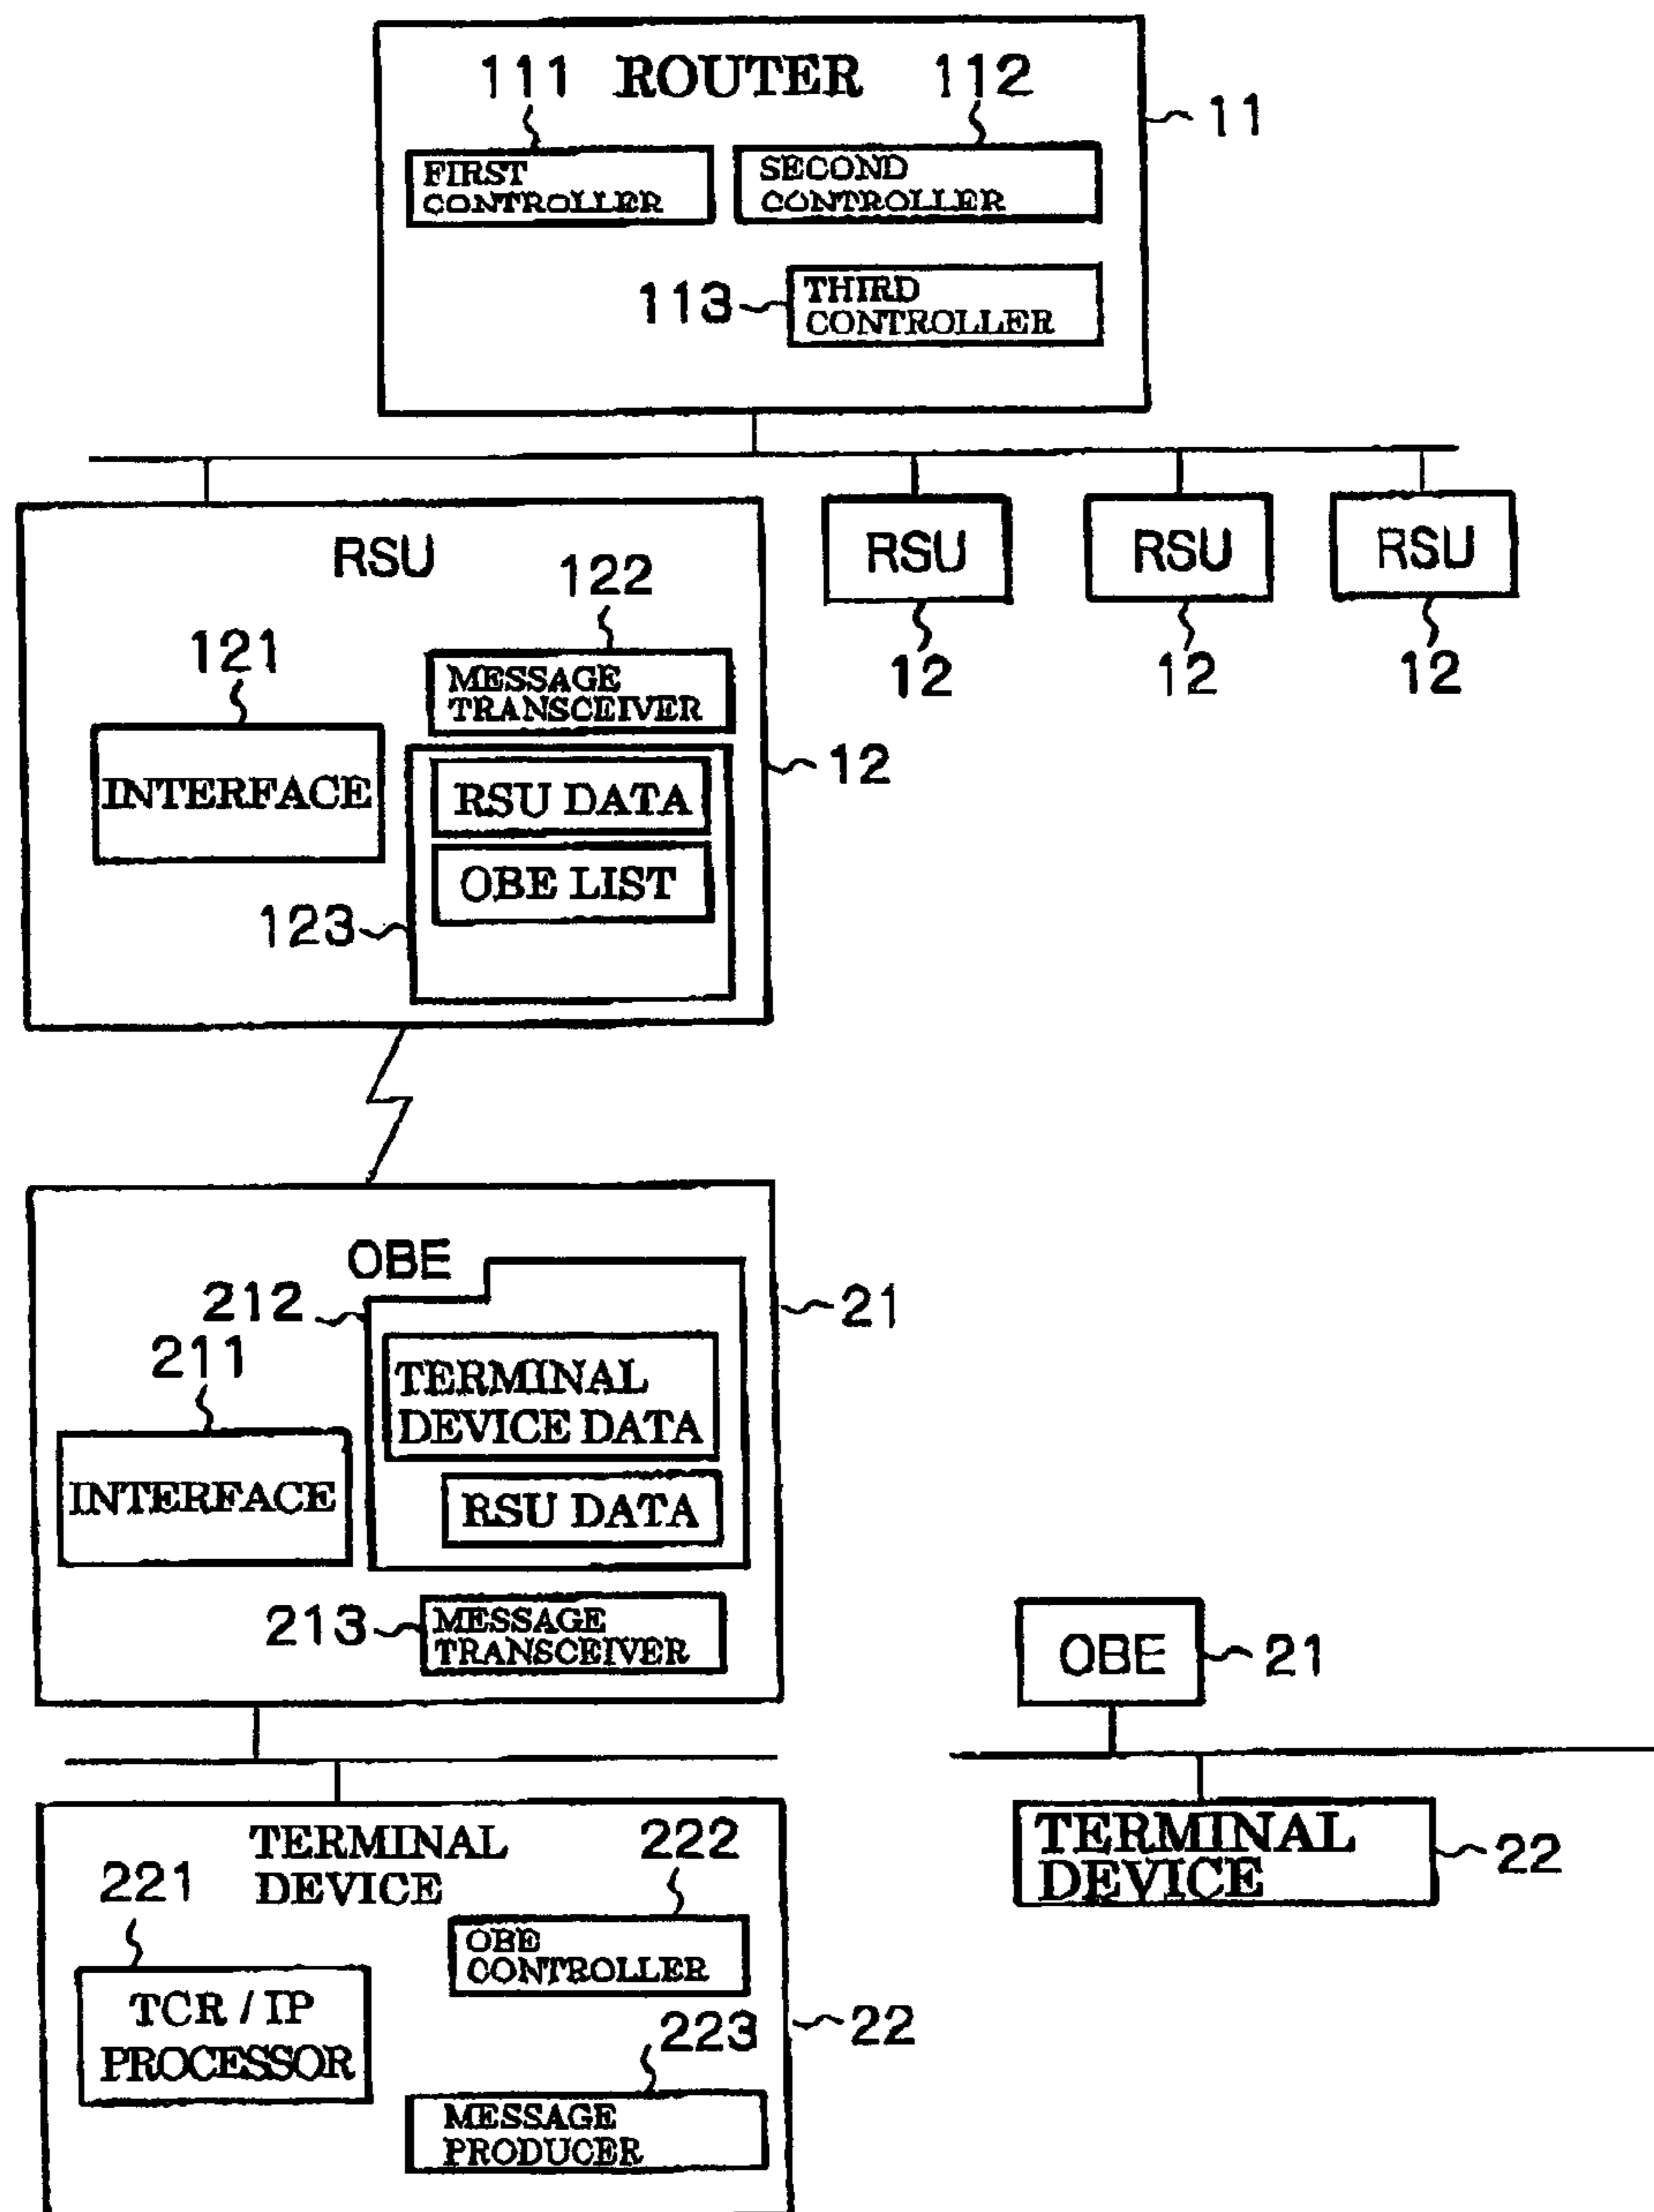 111 ROUTER 112
11
FIRST
CONTROLLER
SECOND
CONTROLLER
113
THIRD
CONTROLLER
RSU
RSU
RSU
RSU
122
12
12
12
121
MESSAGE
TRANSCEIVER
12
INTERFACE
RSU DATA
OBE LIST
123
OBE
212
21
211
TERMINAL
DEVICE DATA
INTERFACE
RSU DATA
213
MESSAGE
TRANSCEIVER
OBE
21
TERMINAL
DEVICE
222
221
TERMINAL
DEVICE
22
OBE
CONTROLLER
TCR / IP
PROCESSOR
22
223
MESSAGE
PRODUCER